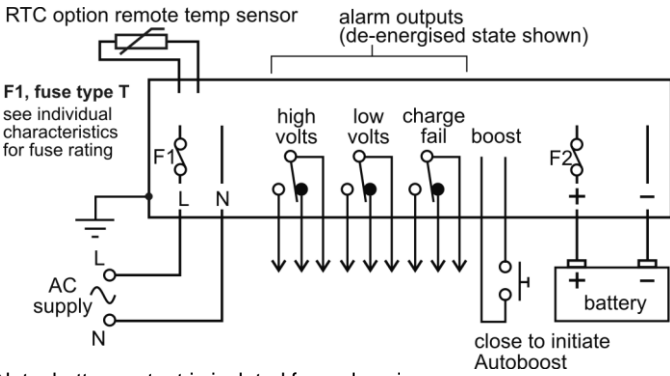 RTC option remote temp sensor
alarm outputs
(de-energised state shown)
F1, fuse type T
see individual
characteristics
for fuse rating
high
volts
low
volts
charge
fail
boost
F1
F2
L
N
+
−
L
AC
supply
N
+
−
battery
close to initiate
Autoboost